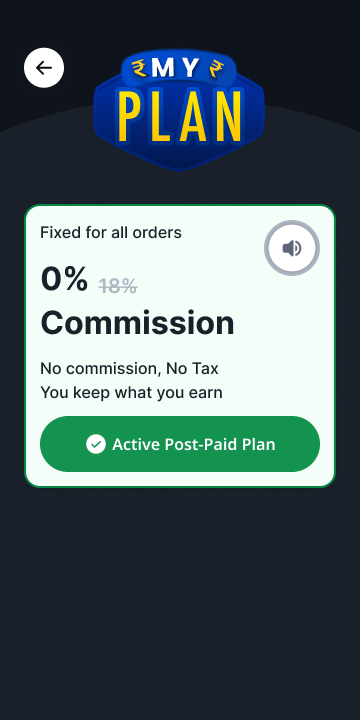 ₹ MY ₹
PLAN
Fixed for all orders
0% 18%
Commission
No commission, No Tax
You keep what you earn
Active Post-Paid Plan